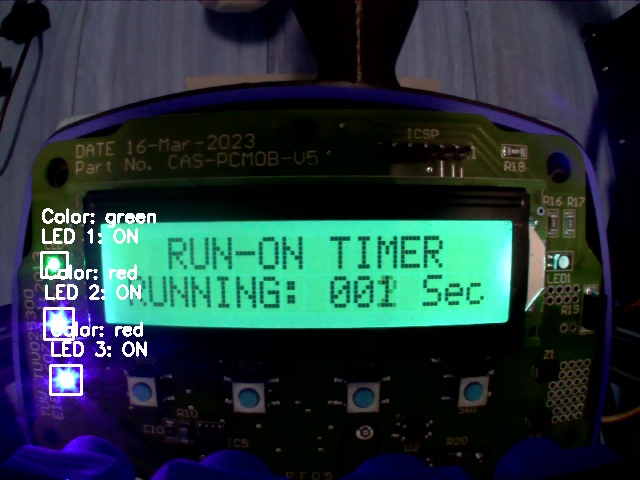 DATE 16-Mar-2023
Part No. CAS-PCMOB-V5
ICSP
R18
R16 R17
Color: green
LED 1: ON
RUN-ON TIMER
LED1
Color: red
LED 2: ON
RUNNING: 001 Sec
R19
Color: red
LED 3: ON
Z1
R10
C10
IC5
R20